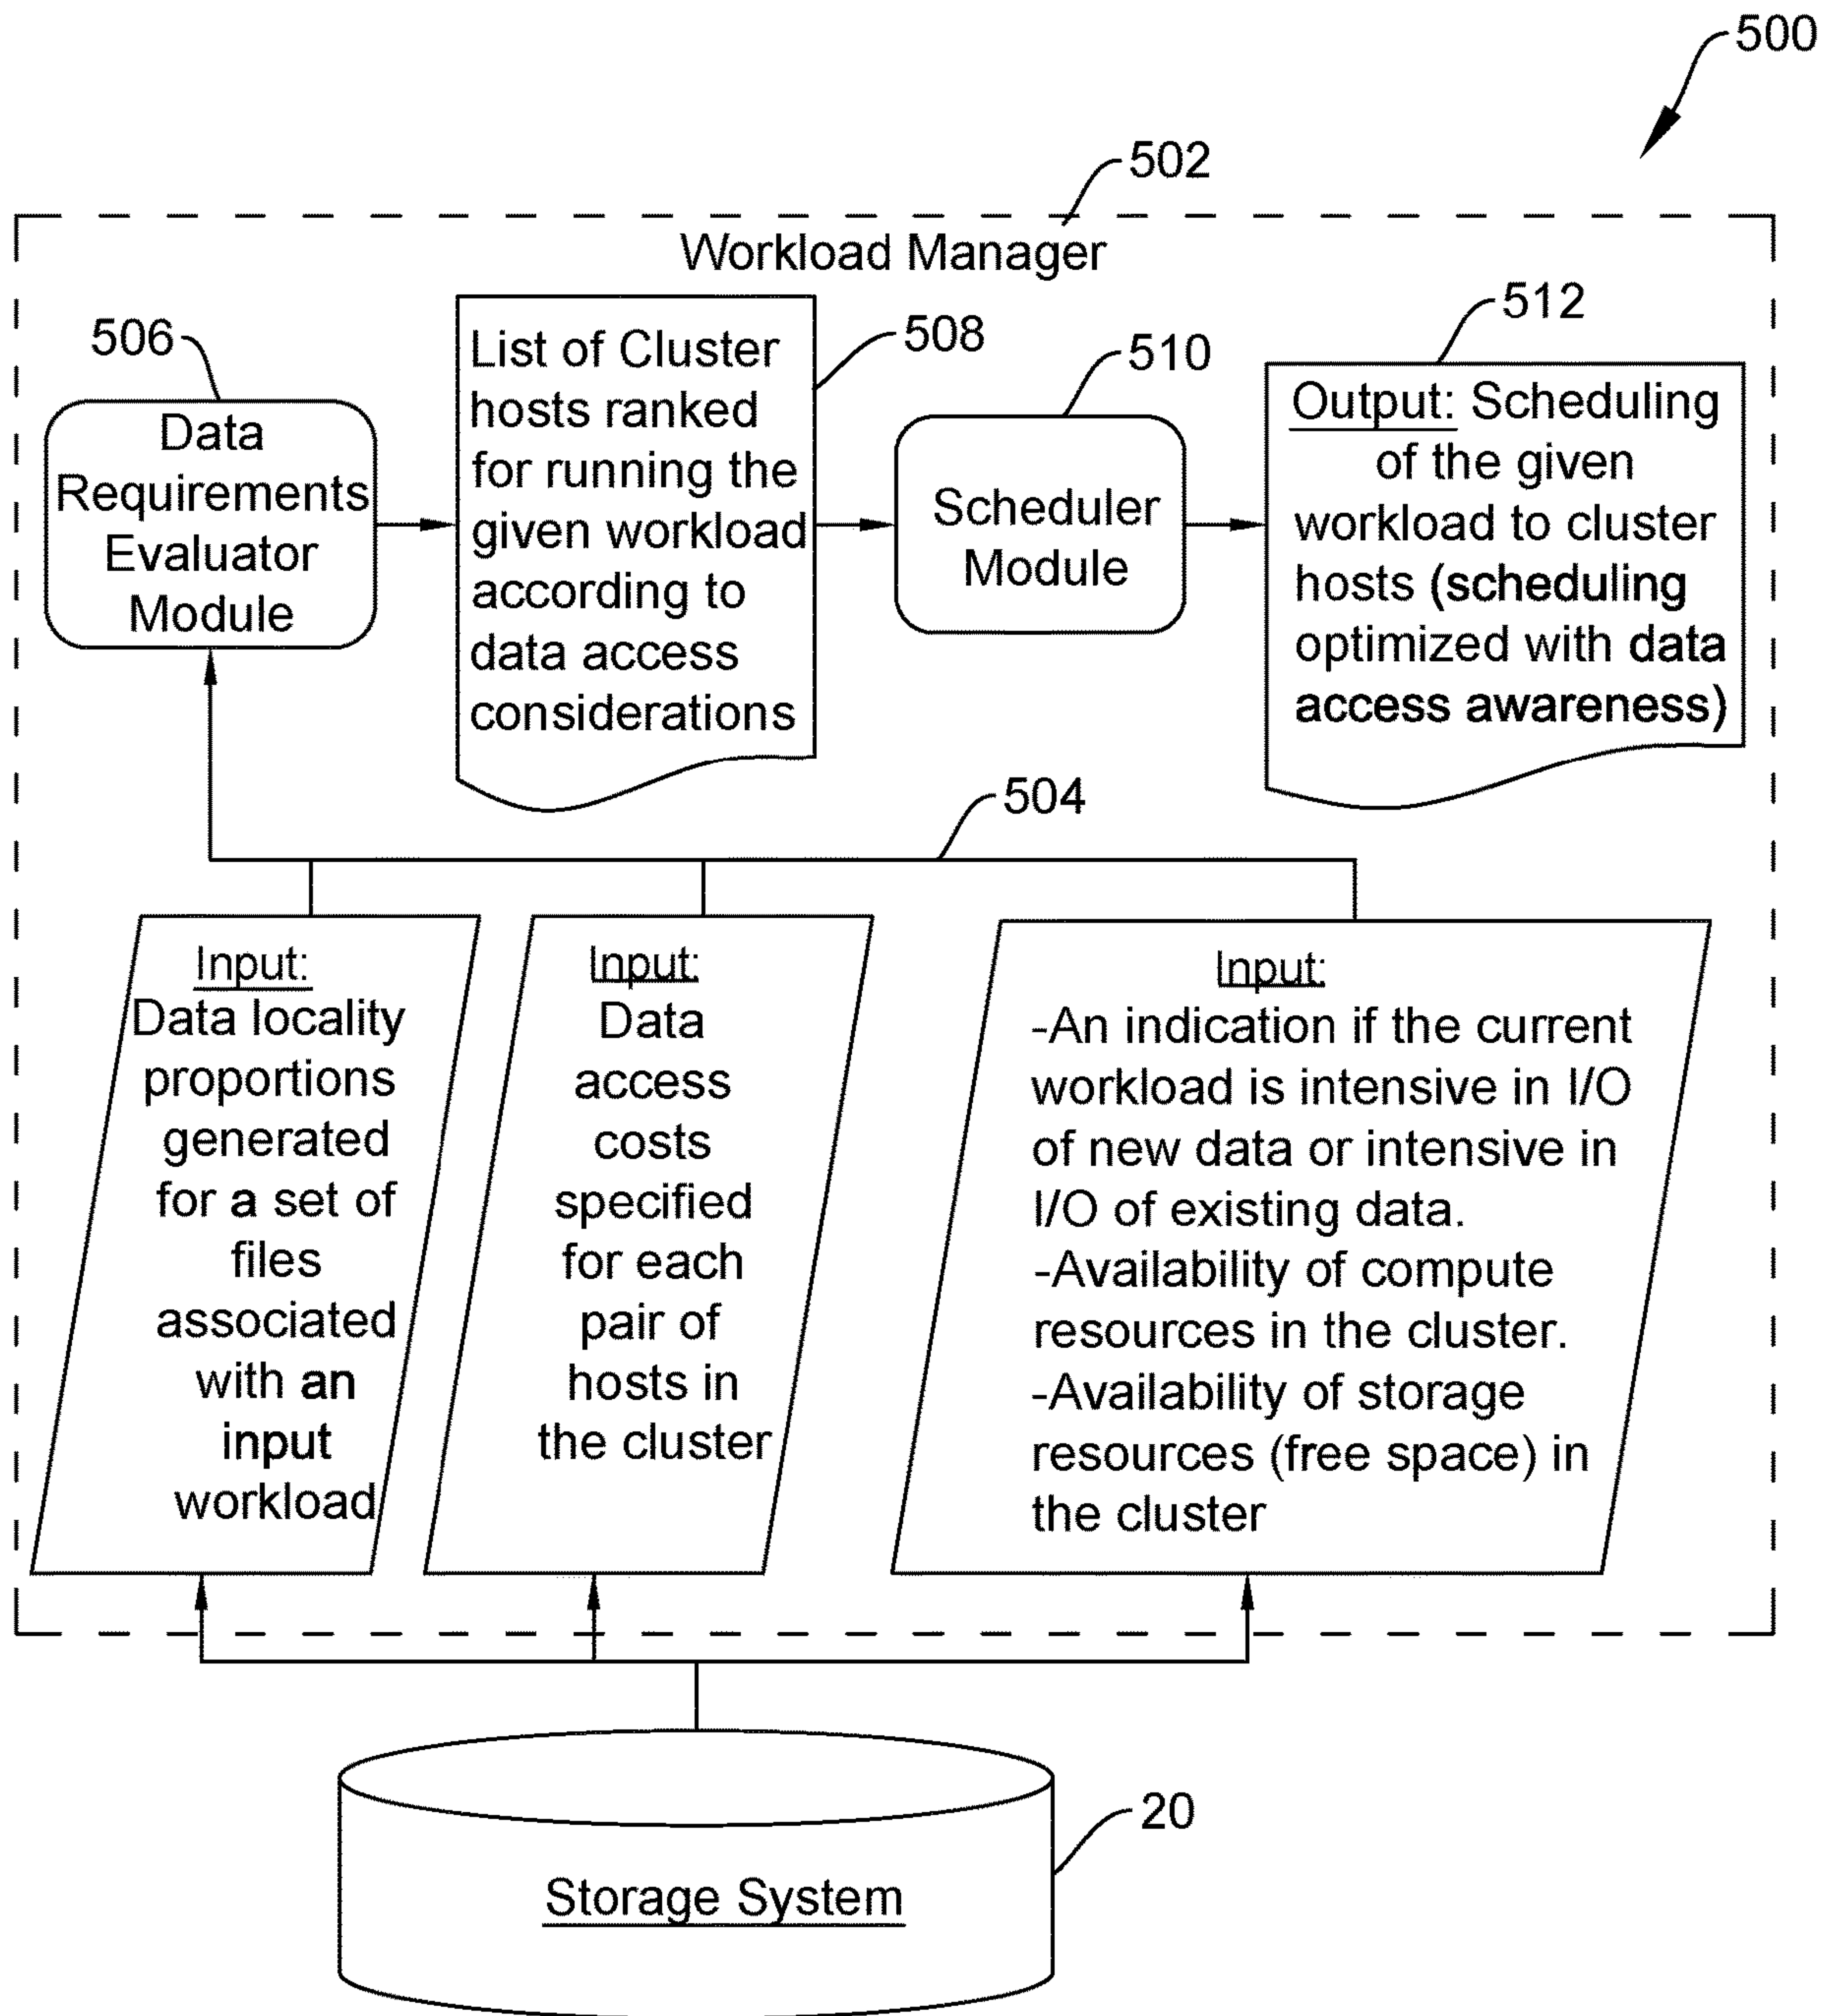 500
502
Workload Manager
506
Data
Requirements
Evaluator
Module
508
List of Cluster
hosts ranked
for running the
given workload
according to
data access
considerations
510
Scheduler
Module
512
Output: Scheduling
of the given
workload to cluster
hosts (scheduling
optimized with data
access awareness)
504
Input:
Data locality
proportions
generated
for a set of
files
associated
with an
input
workload
Input:
Data
access
costs
specified
for each
pair of
hosts in
the cluster
Input:
-An indication if the current
workload is intensive in I/O
of new data or intensive in
I/O of existing data.
-Availability of compute
resources in the cluster.
-Availability of storage
resources (free space) in
the cluster
20
Storage System